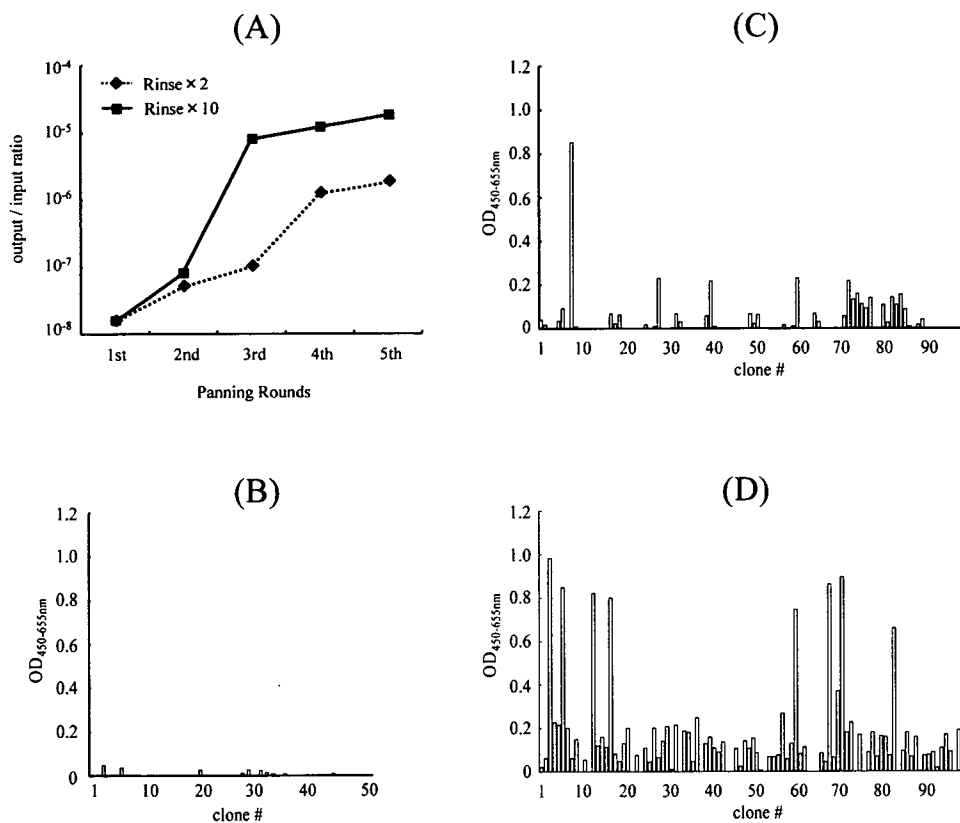 (A)
output / input ratio
10⁻⁴
10⁻⁵
10⁻⁶
10⁻⁷
10⁻⁸
Rinse × 2
Rinse × 10
1st 2nd 3rd 4th 5th
Panning Rounds
(C)
OD450-655nm
1.2
1.0
0.8
0.6
0.4
0.2
0
1 10 20 30 40 50 60 70 80 90
clone #
(B)
OD450-655nm
1.2
1.0
0.8
0.6
0.4
0.2
0
1 10 20 30 40 50
clone #
(D)
OD450-655nm
1.2
1.0
0.8
0.6
0.4
0.2
0
1 10 20 30 40 50 60 70 80 90
clone #